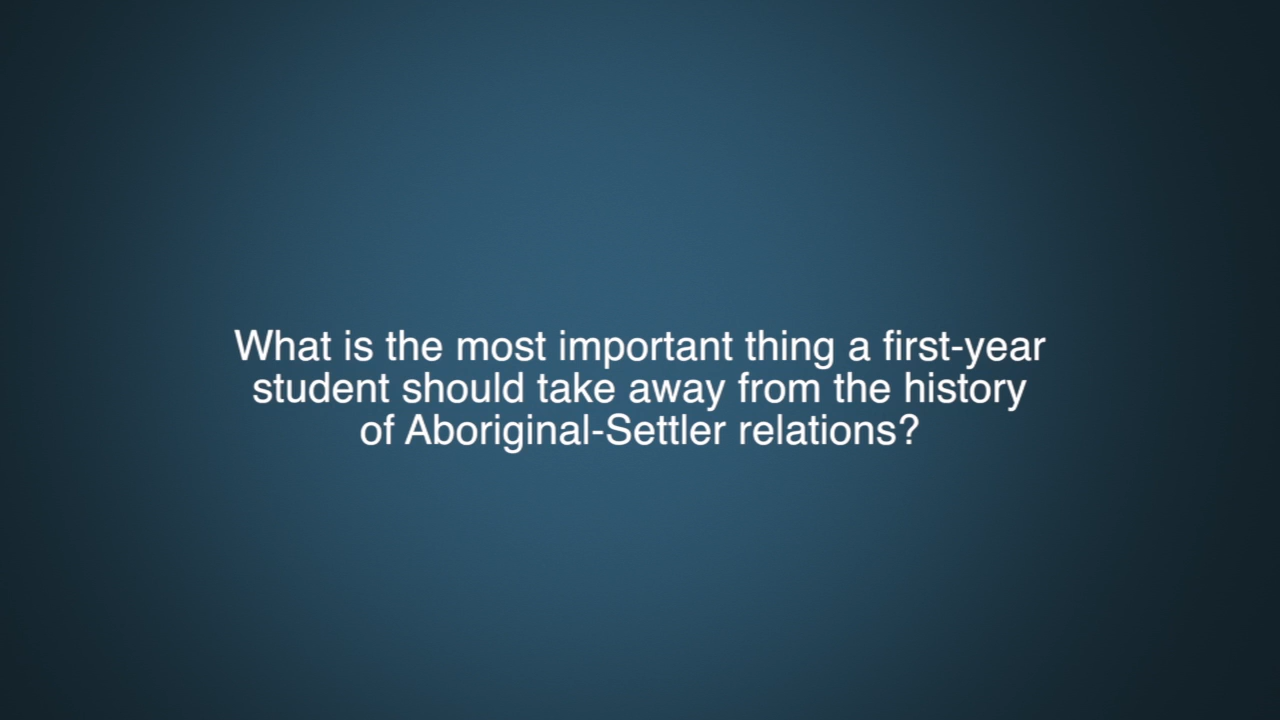 What is the most important thing a first-year
student should take away from the history
of Aboriginal-Settler relations?